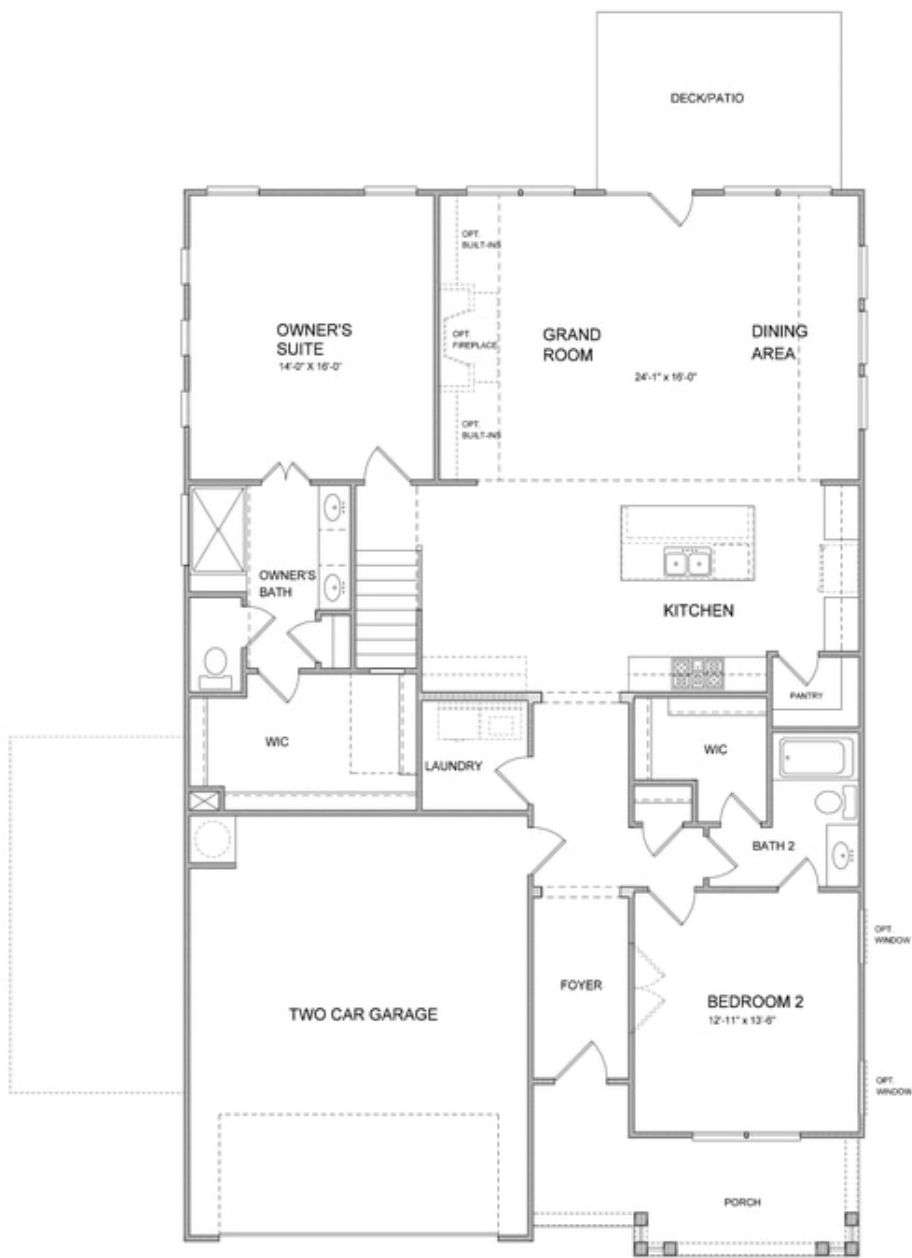 DECK/PATIO
OPT.
BUILT-INS
OWNER'S
SUITE
14'-0" X 16'-0"
OPT.
FIREPLACE
GRAND
ROOM
DINING
AREA
24'-1" x 16'-0"
OPT.
BUILT-INS
OWNER'S
BATH
KITCHEN
PANTRY
WIC
LAUNDRY
WIC
BATH 2
OPT.
WINDOW
TWO CAR GARAGE
FOYER
BEDROOM 2
12'-11" x 13'-6"
OPT.
WINDOW
PORCH